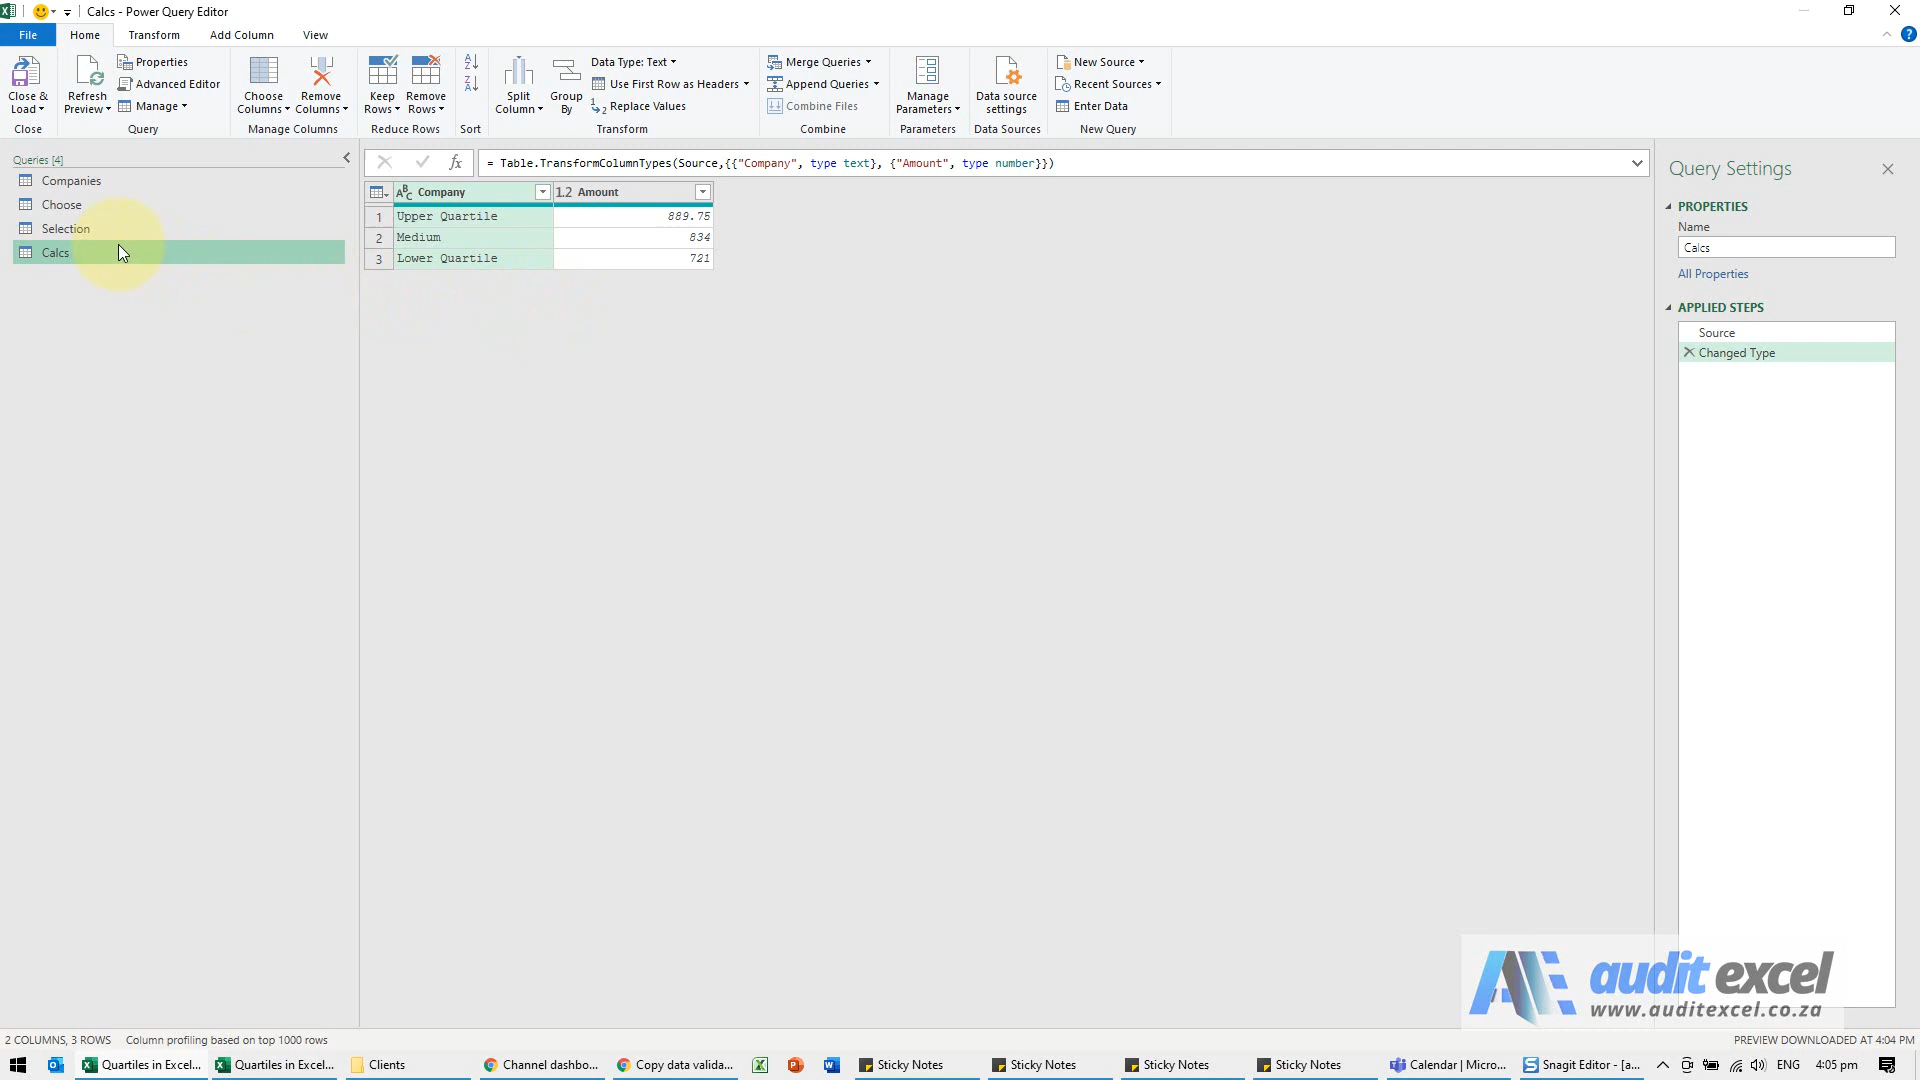 Calcs - Power Query Editor
File Home Transform Add Column View
Close & Load
Close
Refresh Preview
Properties
Advanced Editor
Manage
Query
Choose Columns
Remove Columns
Manage Columns
Keep Rows
Remove Rows
Reduce Rows
Sort
Split Column
Group By
Data Type: Text
Use First Row as Headers
Replace Values
Transform
Merge Queries
Append Queries
Combine Files
Combine
Manage Parameters
Parameters
Data source settings
Data Sources
New Source
Recent Sources
Enter Data
New Query
Queries [4]
Companies
Choose
Selection
Calcs
= Table.TransformColumnTypes(Source,{{"Company", type text}, {"Amount", type number}})
ABC Company 1.2 Amount
1 Upper Quartile 889.75
2 Medium 834
3 Lower Quartile 721
Query Settings
PROPERTIES
Name
Calcs
All Properties
APPLIED STEPS
Source
Changed Type
audit excel
www.auditexcel.co.za
2 COLUMNS, 3 ROWS Column profiling based on top 1000 rows
PREVIEW DOWNLOADED AT 4:04 PM
Quartiles in Excel... Quartiles in Excel... Clients Channel dashbo... Copy data valida... Sticky Notes Sticky Notes Sticky Notes Sticky Notes Calendar | Micro... Snagit Editor - [a... ENG 4:05 pm